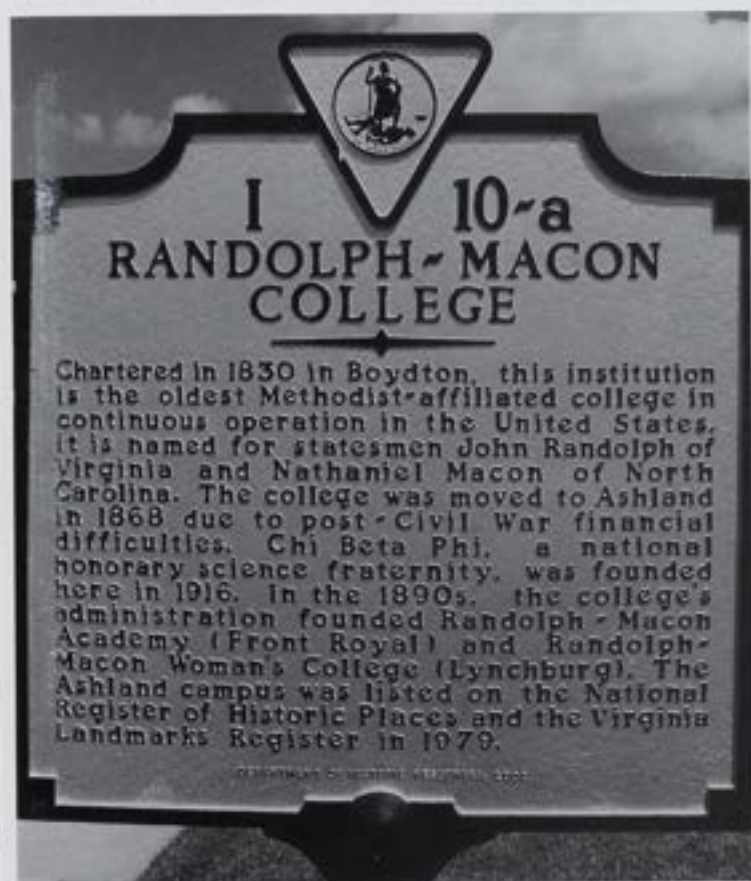 I 10-a
RANDOLPH-MACON
COLLEGE
Chartered in 1830 in Boydton, this institution
is the oldest Methodist-affiliated college in
continuous operation in the United States.
It is named for statesmen John Randolph of
Virginia and Nathaniel Macon of North
Carolina. The college was moved to Ashland
in 1868 due to post-Civil War financial
difficulties. Chi Beta Phi, a national
honorary science fraternity, was founded
here in 1916. In the 1890s, the college's
administration founded Randolph-Macon
Academy (Front Royal) and Randolph-
Macon Woman's College (Lynchburg). The
Ashland campus was listed on the National
Register of Historic Places and the Virginia
Landmarks Register in 1979.
DEPARTMENT OF HISTORIC RESOURCES